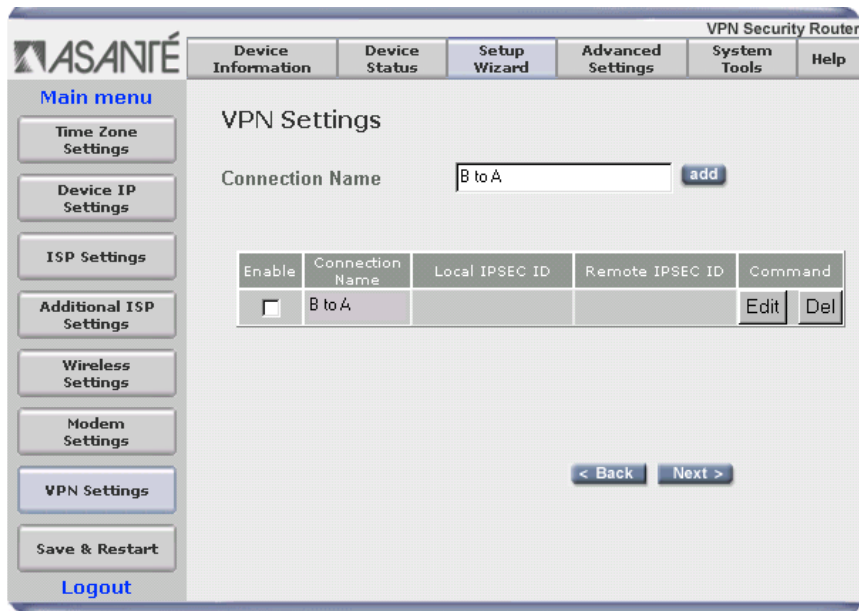 VPN Security Router
ASANTÉ
Device Information
Device Status
Setup Wizard
Advanced Settings
System Tools
Help
Main menu
Time Zone Settings
Device IP Settings
ISP Settings
Additional ISP Settings
Wireless Settings
Modem Settings
VPN Settings
Save & Restart
Logout
VPN Settings
Connection Name B to A add
Enable Connection Name Local IPSEC ID Remote IPSEC ID Command
B to A Edit Del
< Back Next >